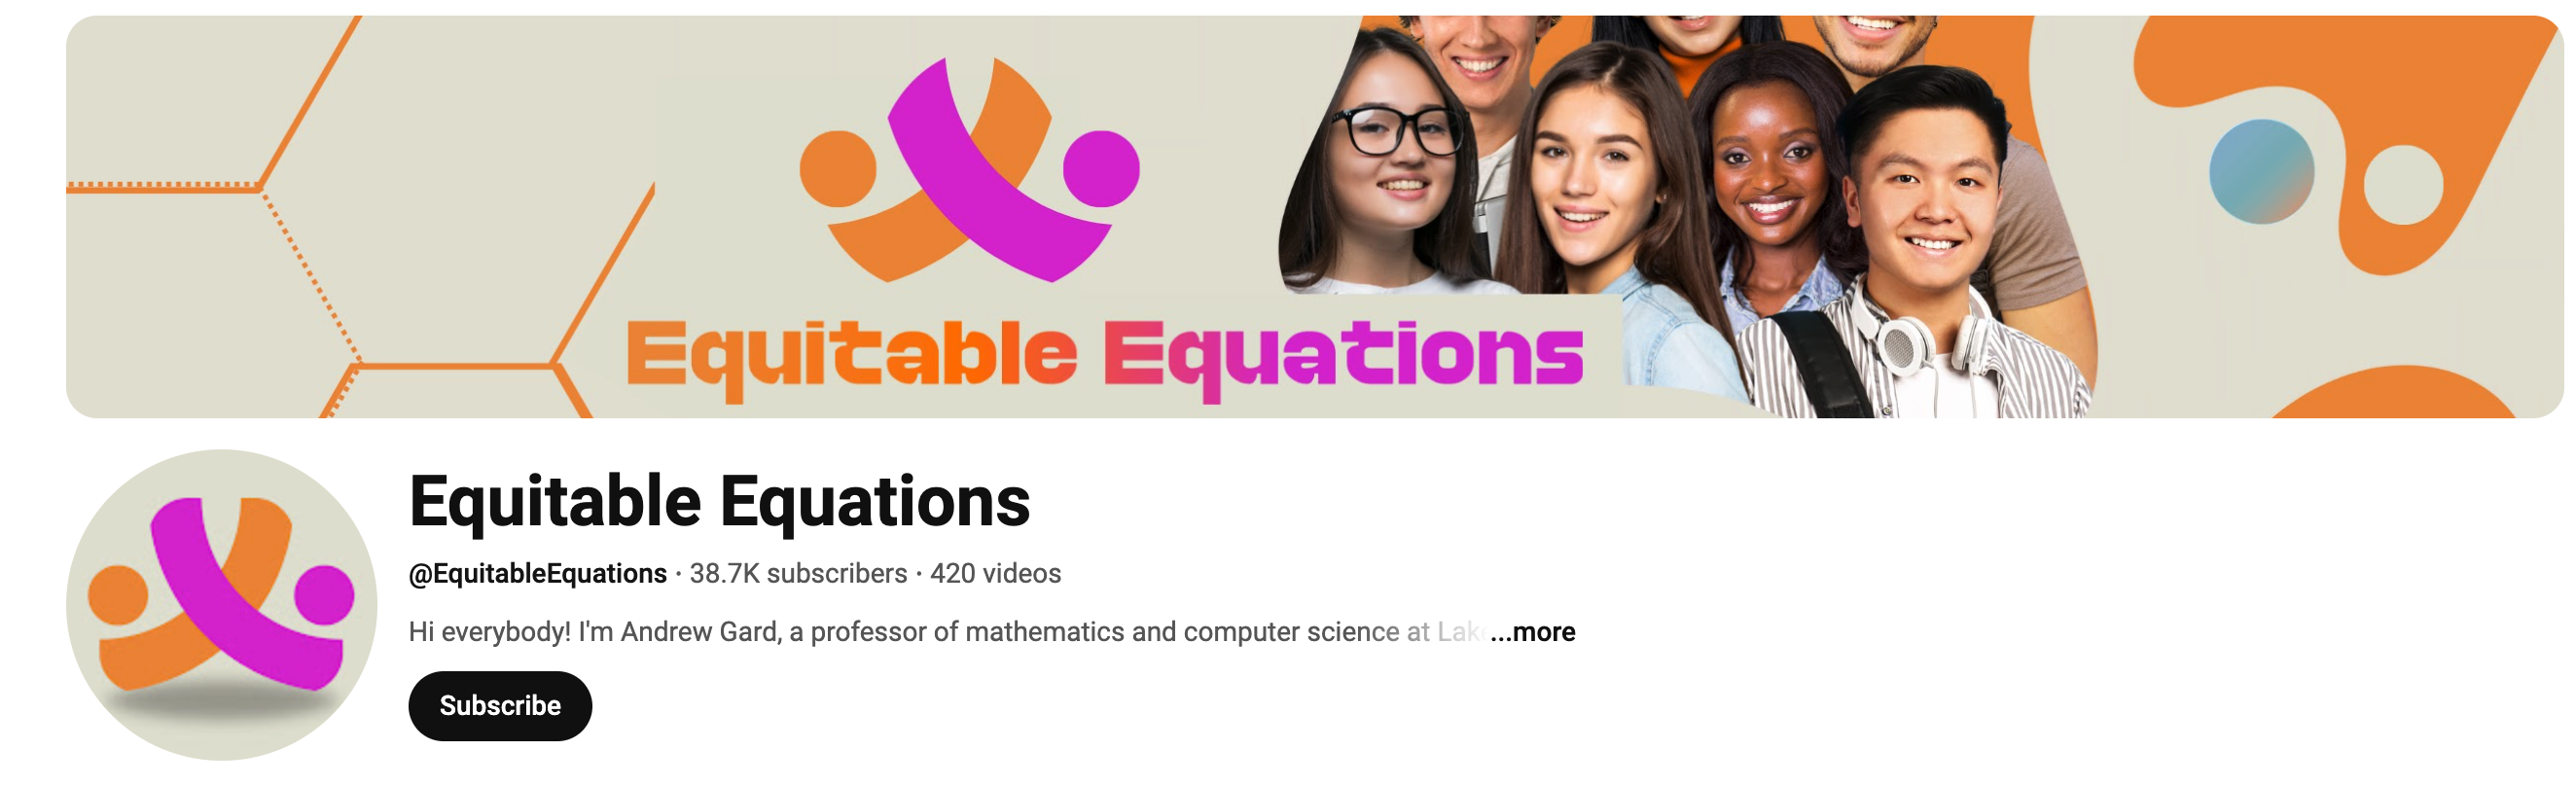 Equitable Equations
Equitable Equations
@EquitableEquations · 38.7K subscribers · 420 videos
Hi everybody! I'm Andrew Gard, a professor of mathematics and computer science at Lake ...more
Subscribe